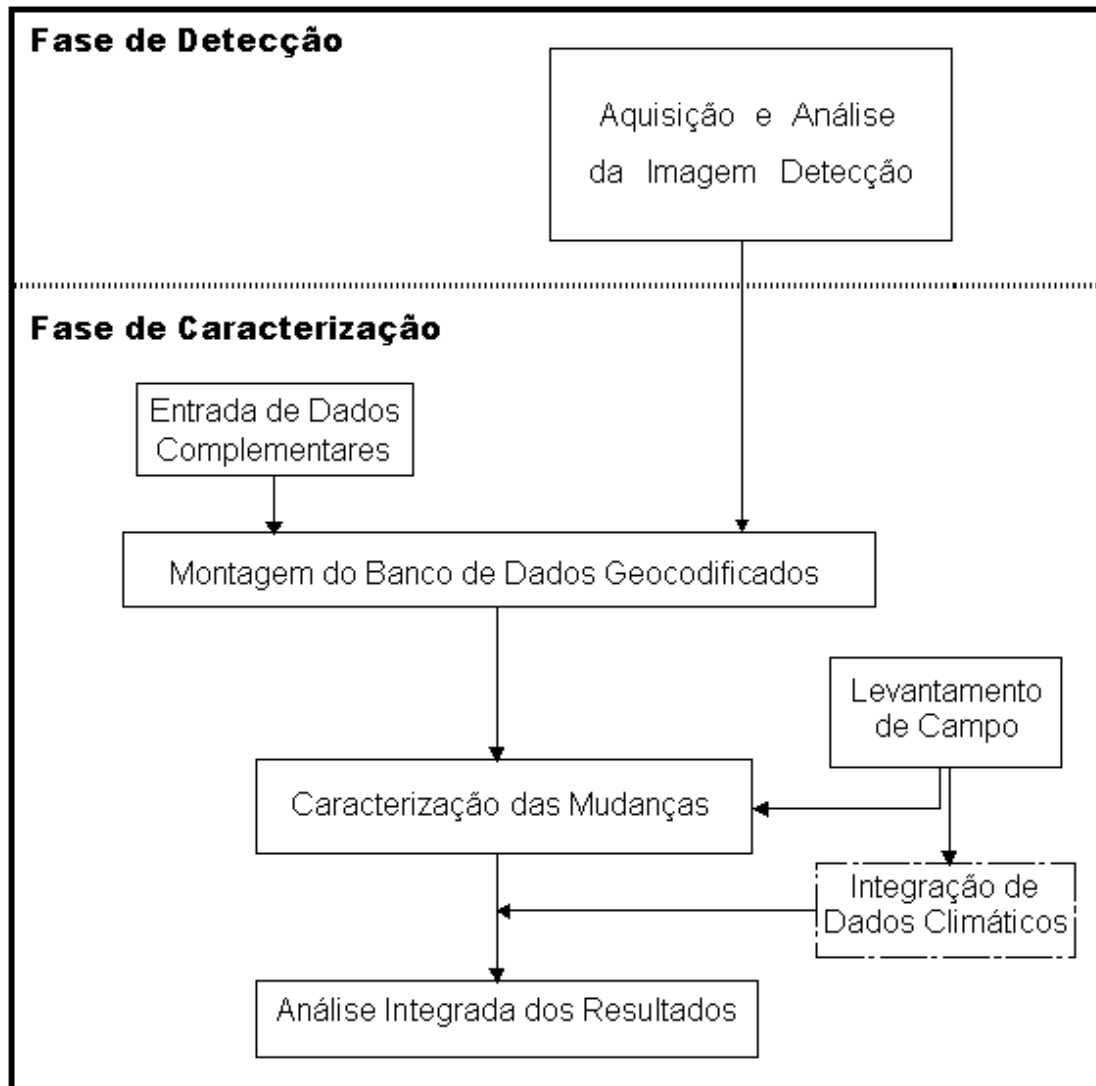 Fase de Detecção
Aquisição e Análise
da Imagem Detecção
Fase de Caracterização
Entrada de Dados
Complementares
Montagem do Banco de Dados Geocodificados
Levantamento
de Campo
Caracterização das Mudanças
Integração de
Dados Climáticos
Análise Integrada dos Resultados